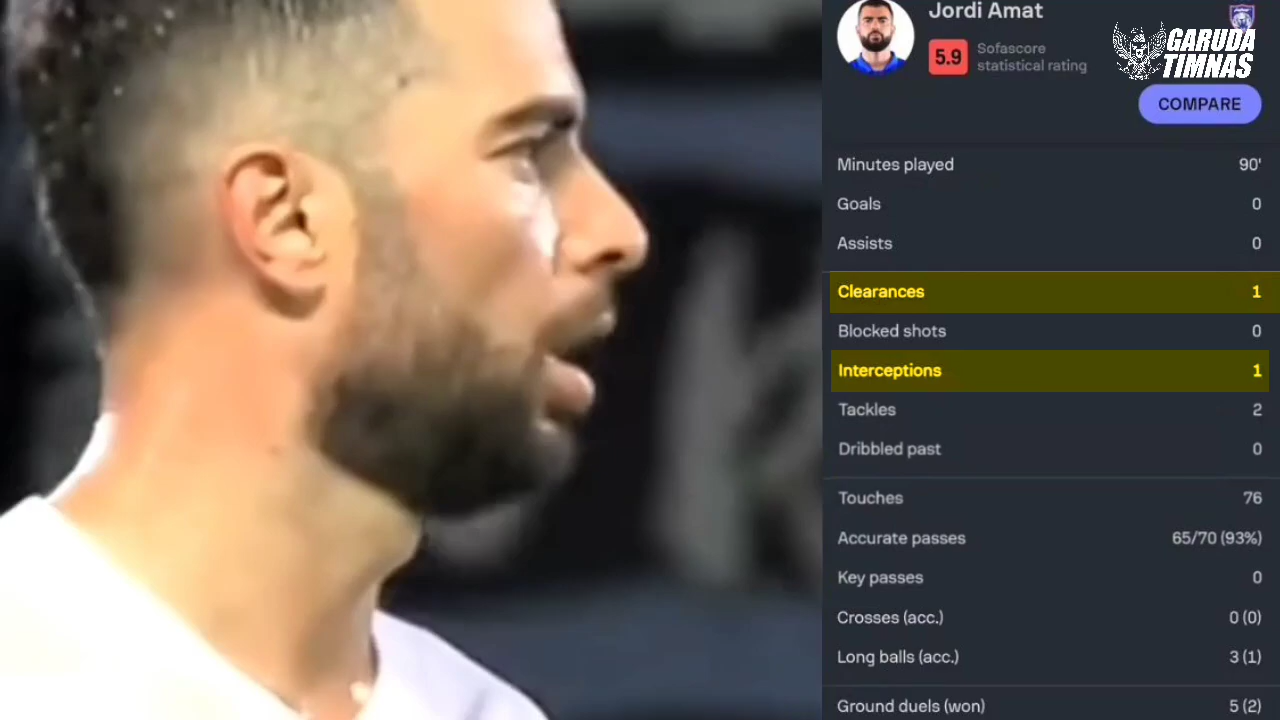 Jordi Amat
5.9
Sofascore
statistical rating
GARUDA
TIMNAS
COMPARE
Minutes played 90'
Goals 0
Assists 0
Clearances 1
Blocked shots 0
Interceptions 1
Tackles 2
Dribbled past 0
Touches 76
Accurate passes 65/70 (93%)
Key passes 0
Crosses (acc.) 0 (0)
Long balls (acc.) 3 (1)
Ground duels (won) 5 (2)